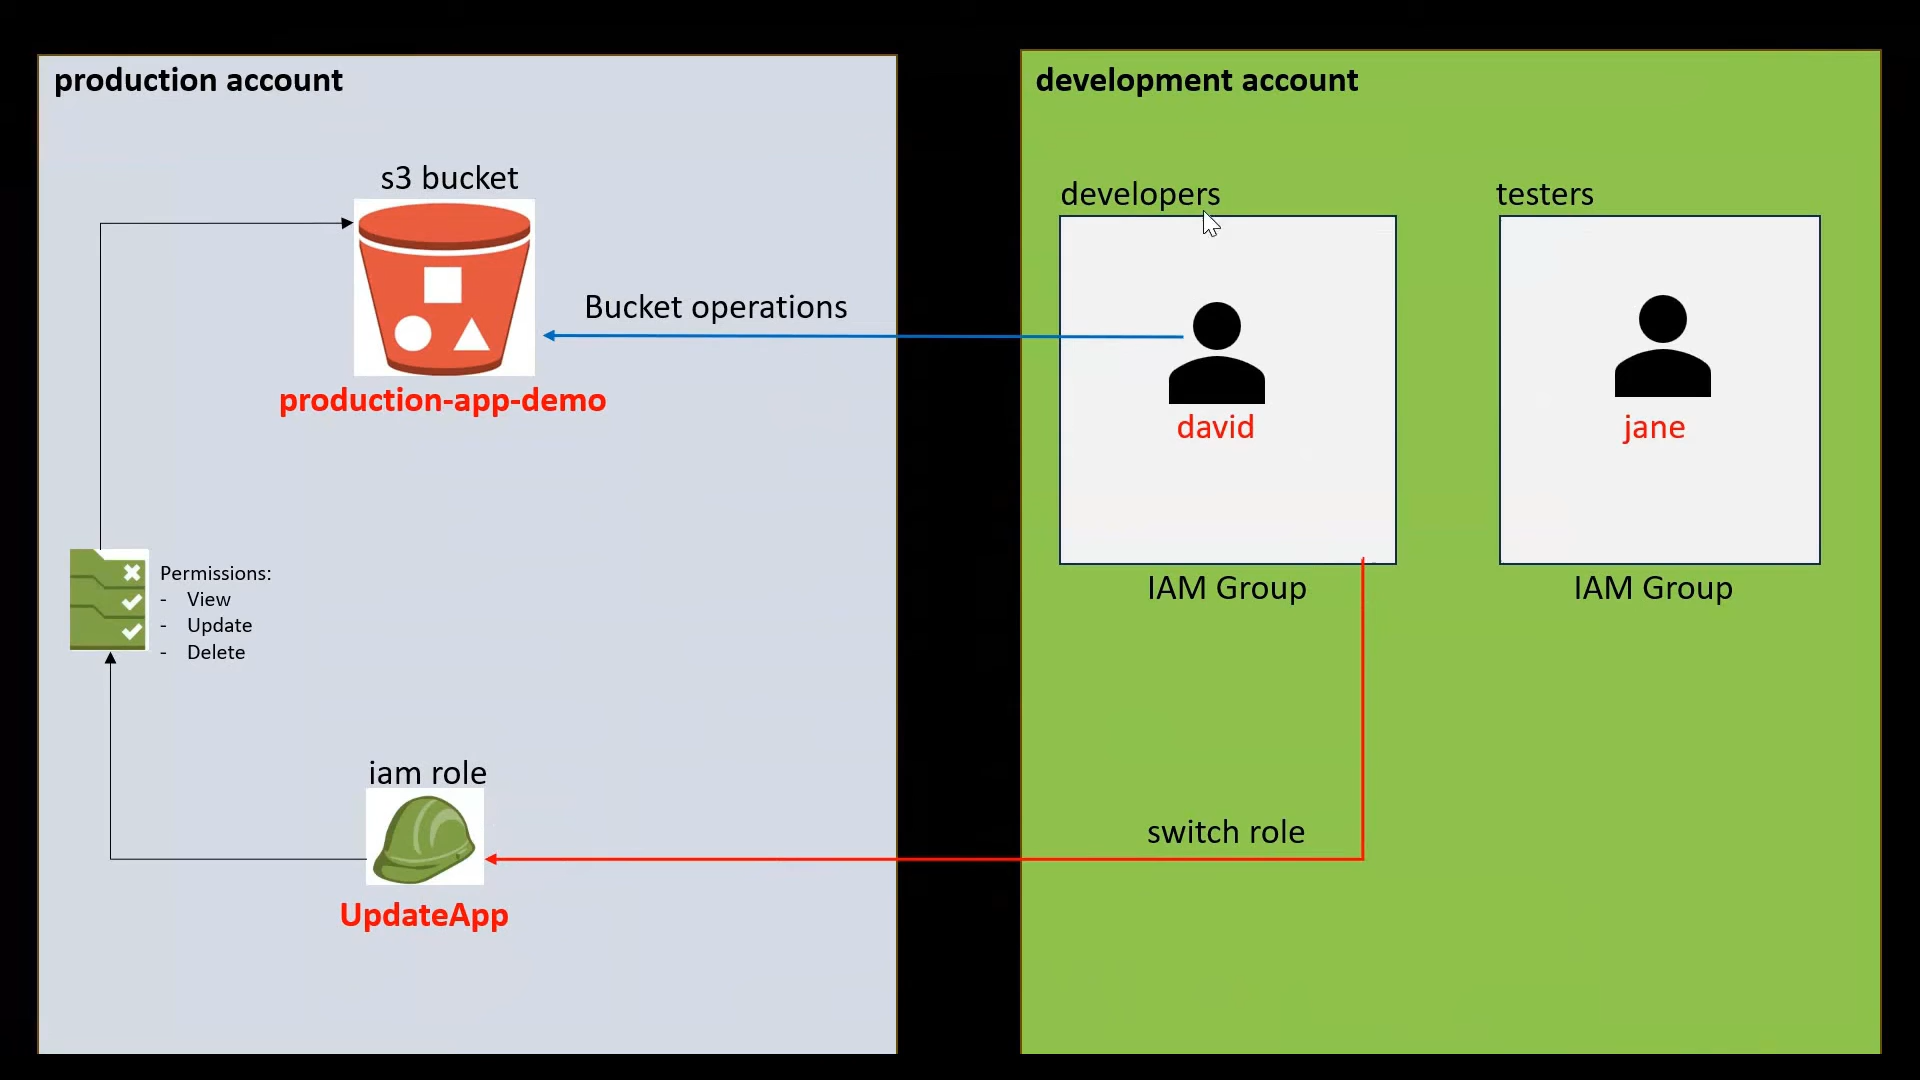 production account
s3 bucket
Bucket operations
production-app-demo
Permissions:
- View
- Update
- Delete
iam role
UpdateApp
development account
developers
testers
david
jane
IAM Group
IAM Group
switch role